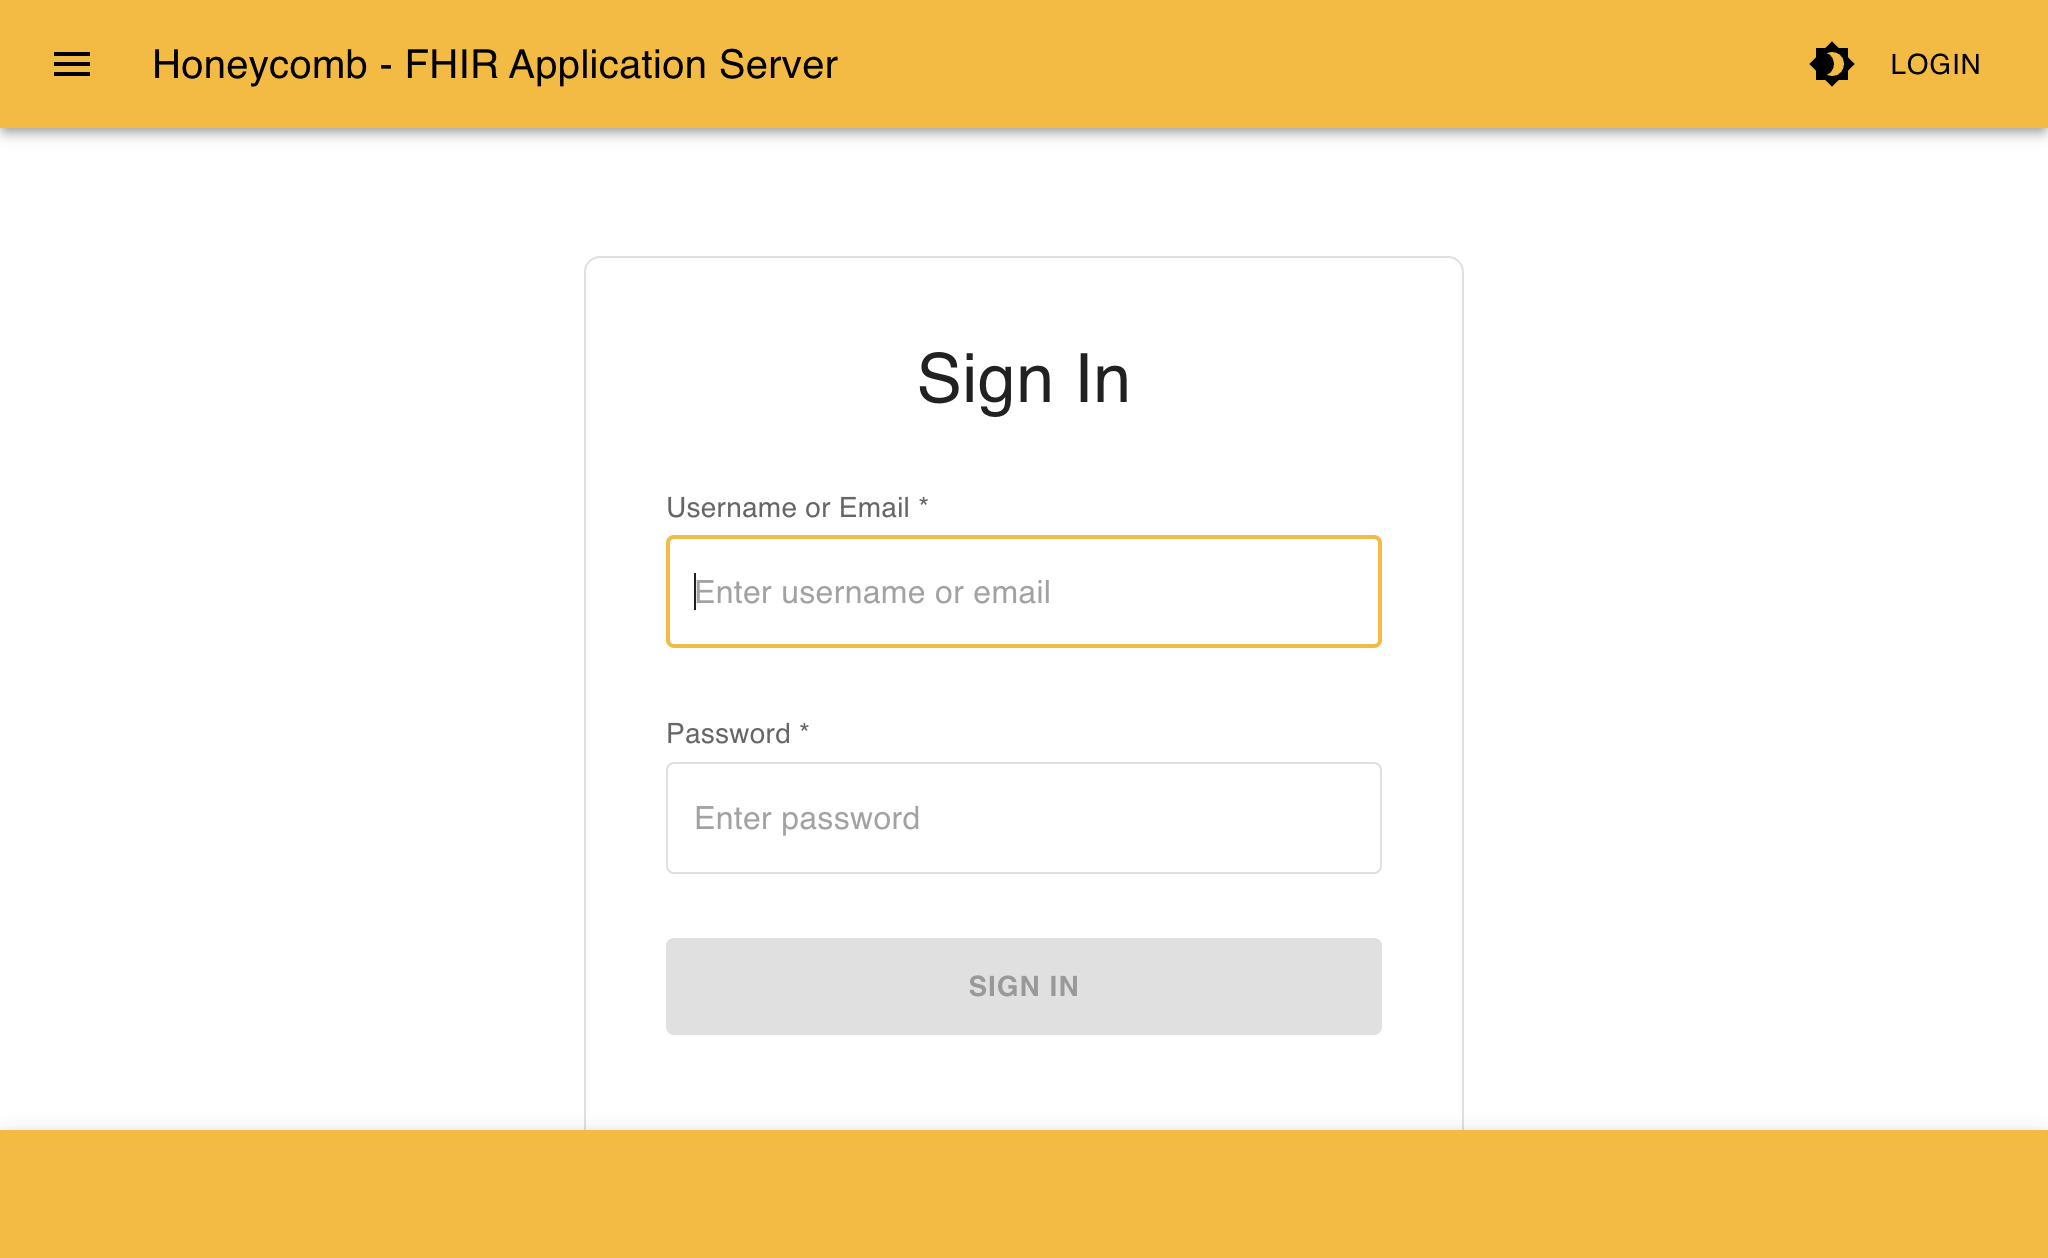 Honeycomb - FHIR Application Server
LOGIN
Sign In
Username or Email *
Enter username or email
Password *
Enter password
SIGN IN